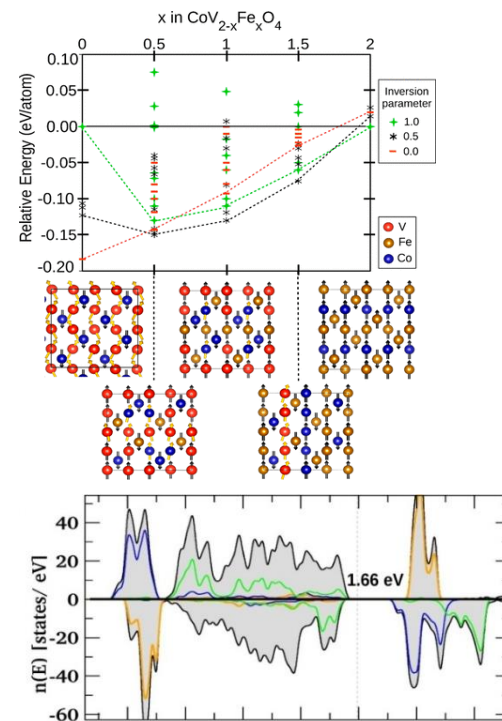 x in CoV2-xFexO4
0 0.5 1 1.5 2
0.10
0.05
0.00
-0.05
-0.10
-0.15
-0.20
Relative Energy (eV/atom)
Inversion
parameter
1.0
0.5
0.0
V
Fe
Co
40
20
0
-20
-40
-60
n(E) [states/ eV]
1.66 eV